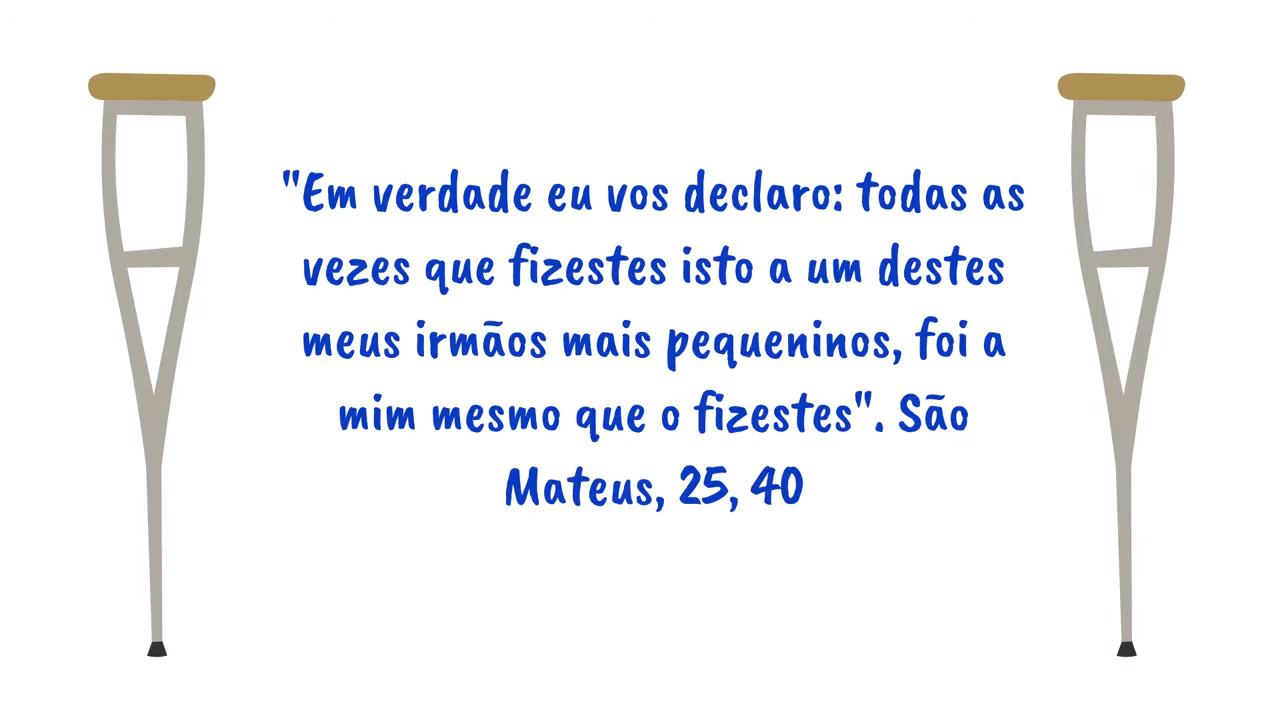 "Em verdade eu vos declaro: todas as
vezes que fizestes isto a um destes
meus irmãos mais pequeninos, foi a
mim mesmo que o fizestes". São
Mateus, 25, 40